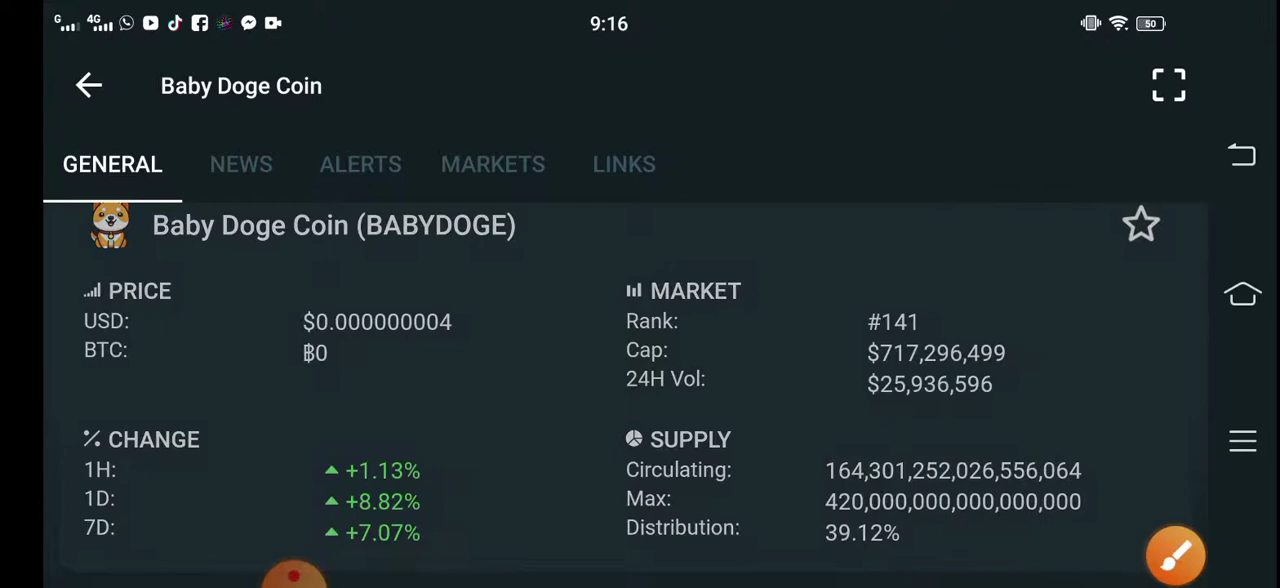 G 4G 9:16 50
Baby Doge Coin
GENERAL NEWS ALERTS MARKETS LINKS
Baby Doge Coin (BABYDOGE)
PRICE
USD: $0.000000004
BTC: ฿0
MARKET
Rank: #141
Cap: $717,296,499
24H Vol: $25,936,596
CHANGE
1H: +1.13%
1D: +8.82%
7D: +7.07%
SUPPLY
Circulating: 164,301,252,026,556,064
Max: 420,000,000,000,000,000
Distribution: 39.12%